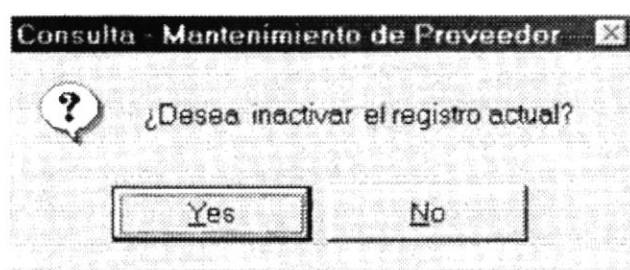 Consulta - Mantenimiento de Proveedor
?
¿Desea inactivar el registro actual?
Yes
No